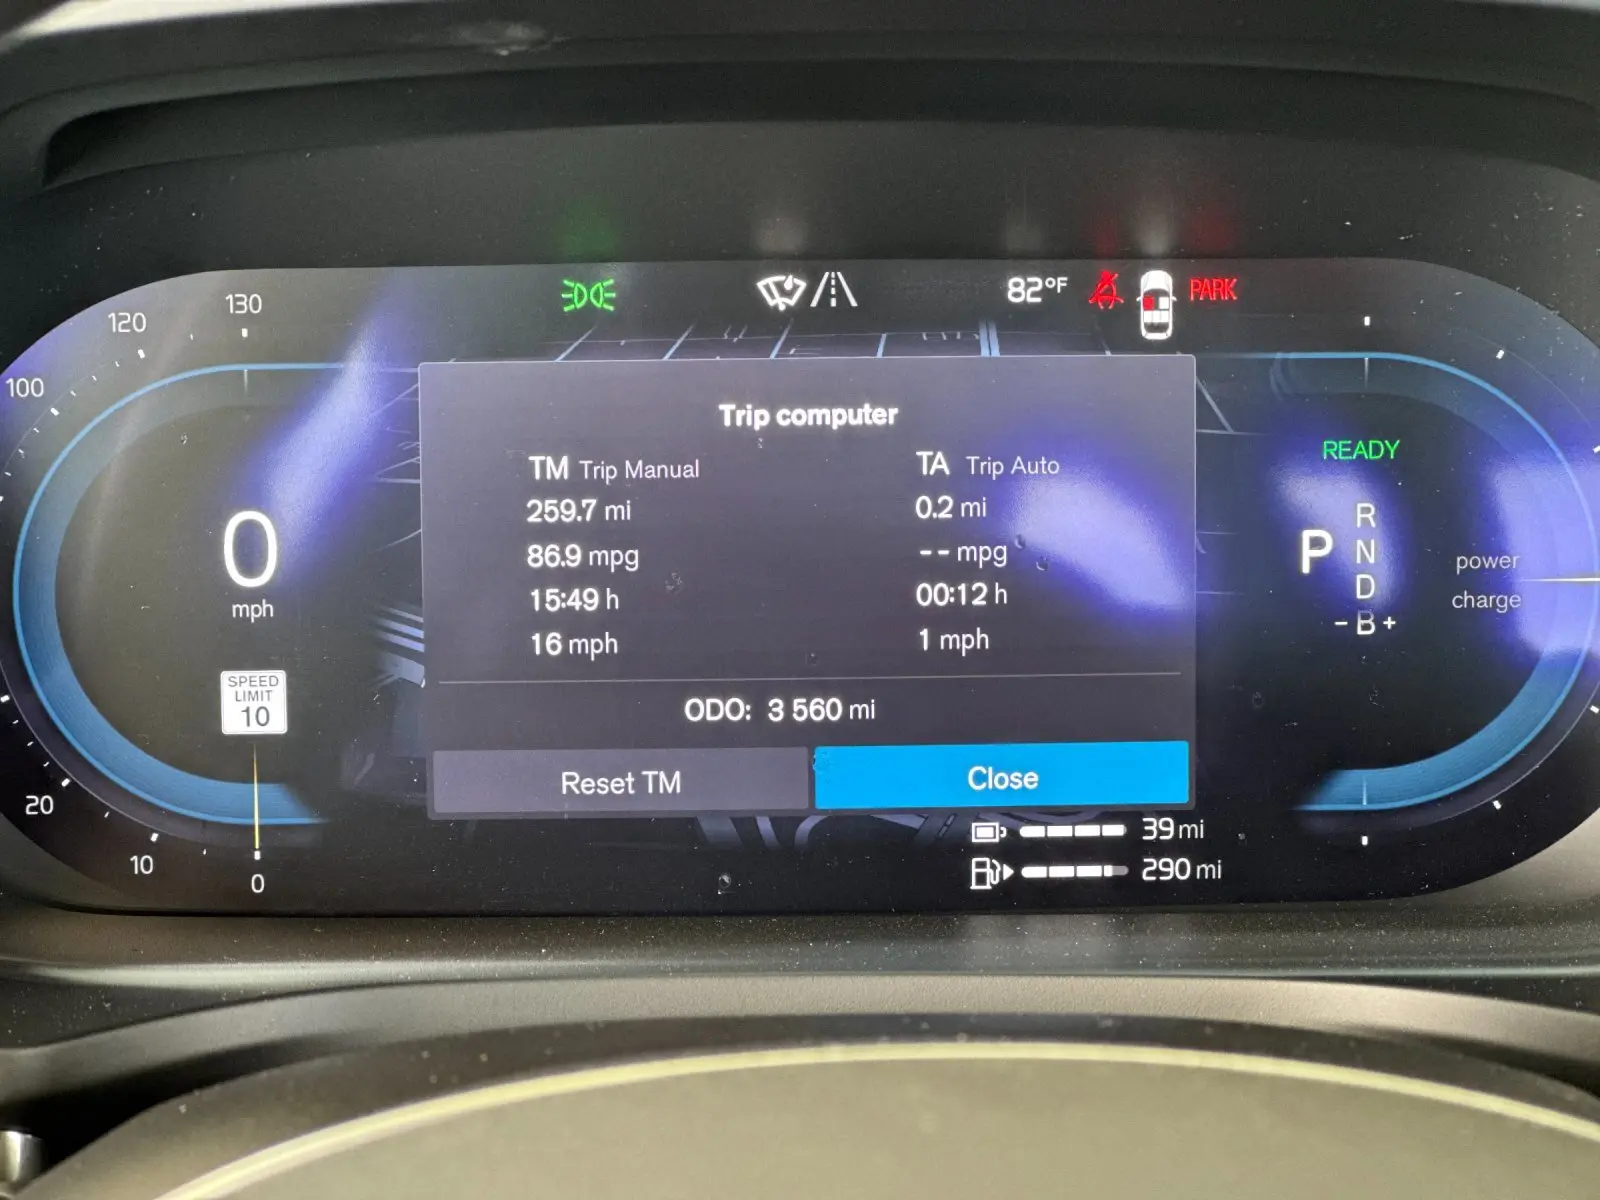 82°F
PARK
130
120
100
Trip computer
TM Trip Manual
259.7 mi
86.9 mpg
15:49 h
16 mph
TA Trip Auto
0.2 mi
-- mpg
00:12 h
1 mph
ODO: 3 560 mi
Reset TM
Close
0
mph
SPEED
LIMIT
10
20
10
0
READY
P
R
N
D
- B +
power
charge
39 mi
290 mi